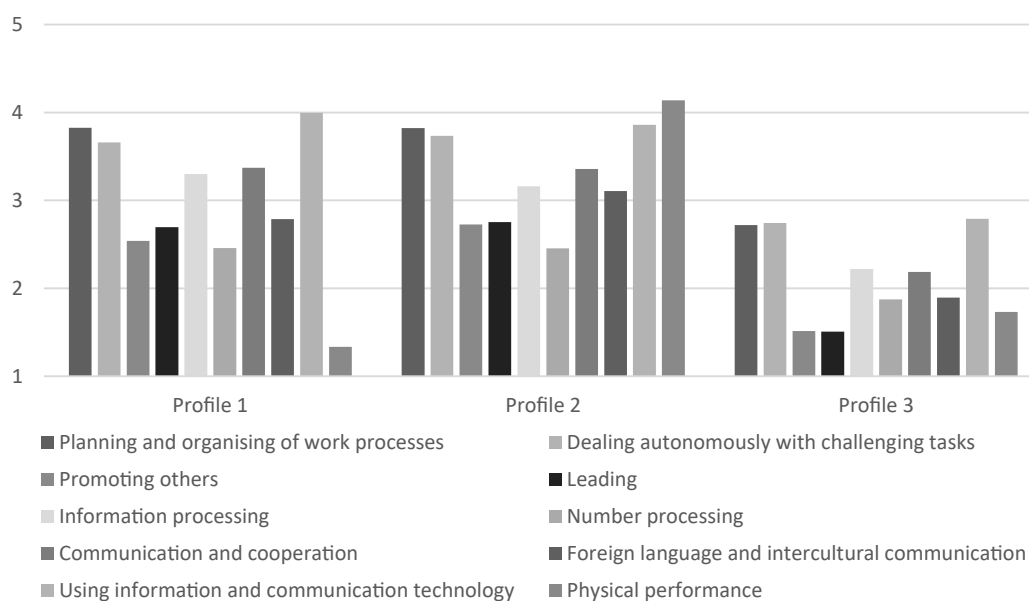 5
4
3
2
1
Profile 1 Profile 2 Profile 3
Planning and organising of work processes Dealing autonomously with challenging tasks
Promoting others Leading
Information processing Number processing
Communication and cooperation Foreign language and intercultural communication
Using information and communication technology Physical performance